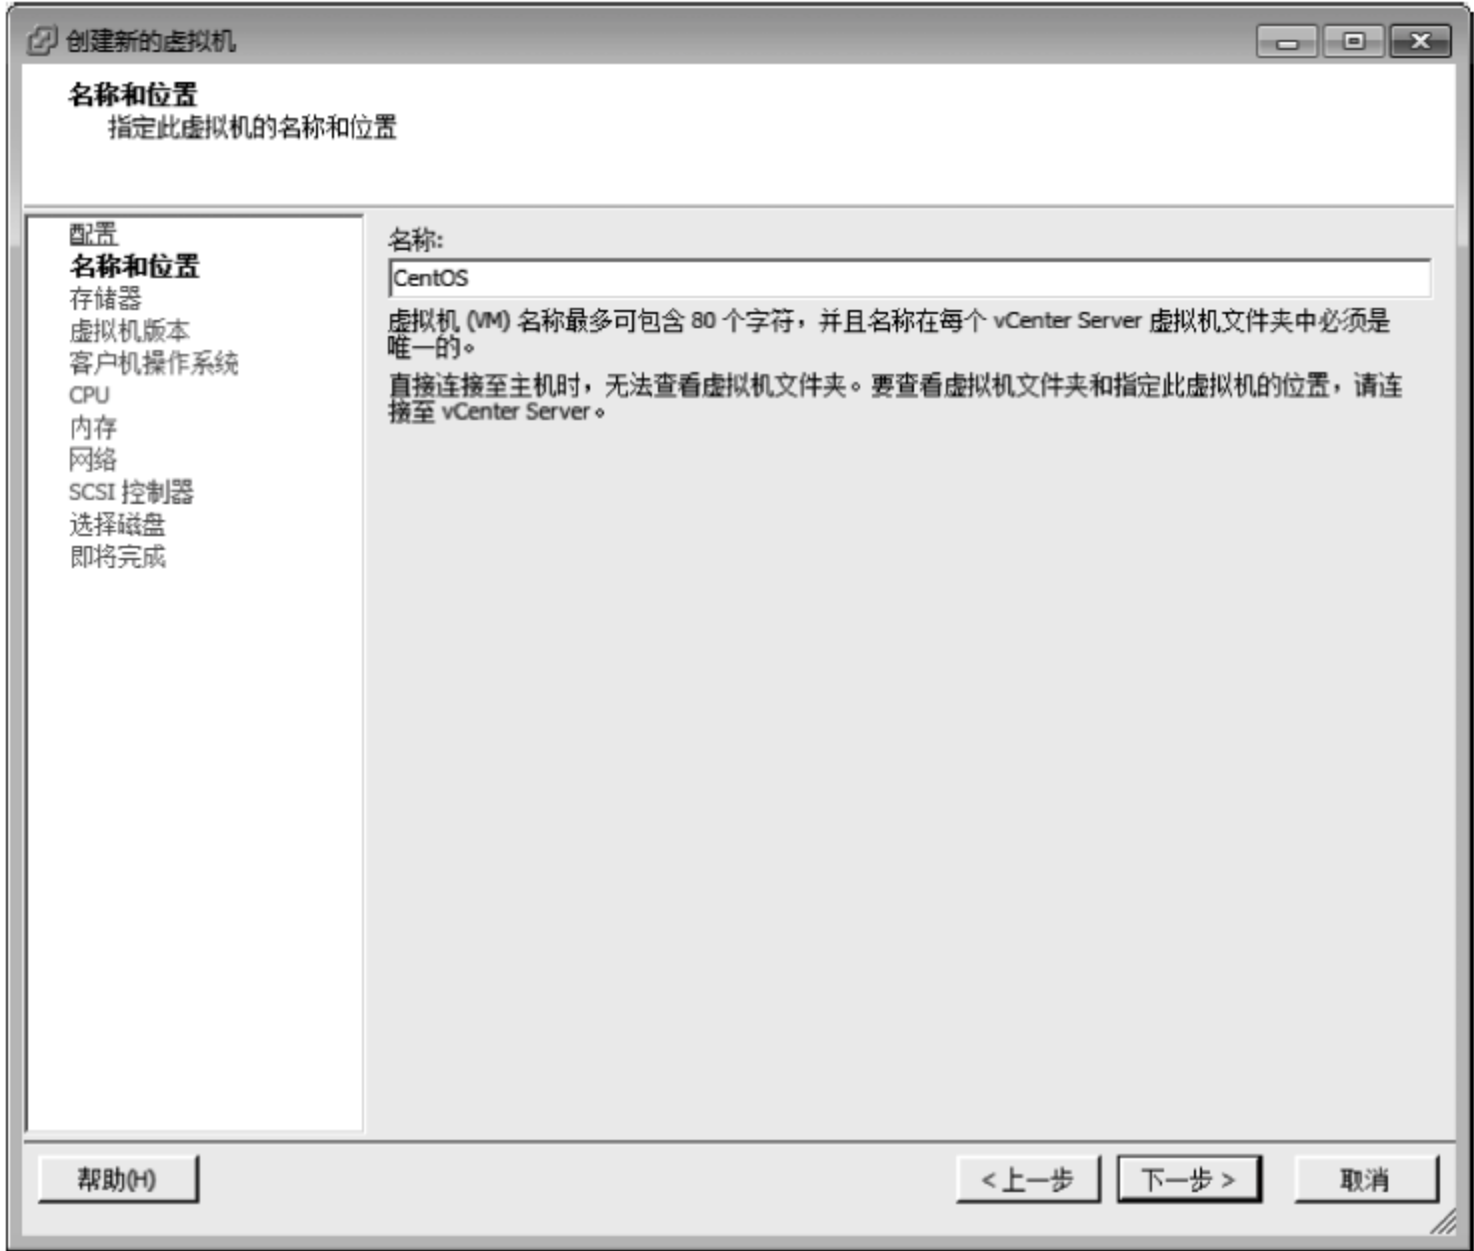 创建新的虚拟机
名称和位置
指定此虚拟机的名称和位置
配置
名称和位置
存储器
虚拟机版本
客户机操作系统
CPU
内存
网络
SCSI 控制器
选择磁盘
即将完成
名称:
CentOS
虚拟机 (VM) 名称最多可包含 80 个字符，并且名称在每个 vCenter Server 虚拟机文件夹中必须是
唯一的。
直接连接至主机时，无法查看虚拟机文件夹。要查看虚拟机文件夹和指定此虚拟机的位置，请连
接至 vCenter Server。
帮助(H)
<上一步
下一步 >
取消